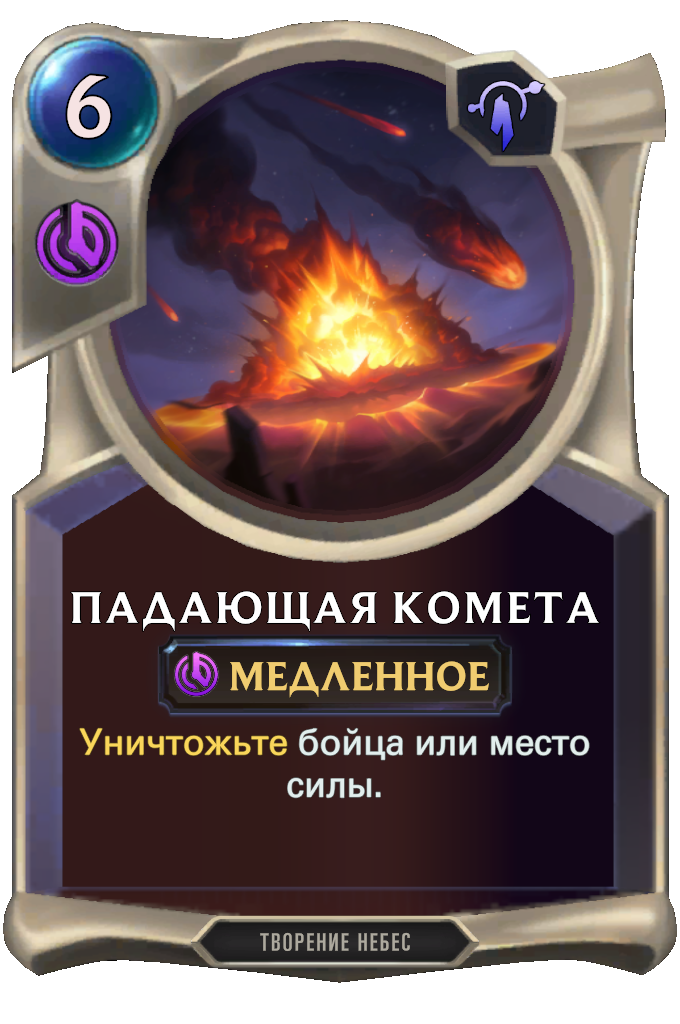 6
ПАДАЮЩАЯ КОМЕТА
МЕДЛЕННОЕ
Уничтожьте бойца или место
силы.
ТВОРЕНИЕ НЕБЕС